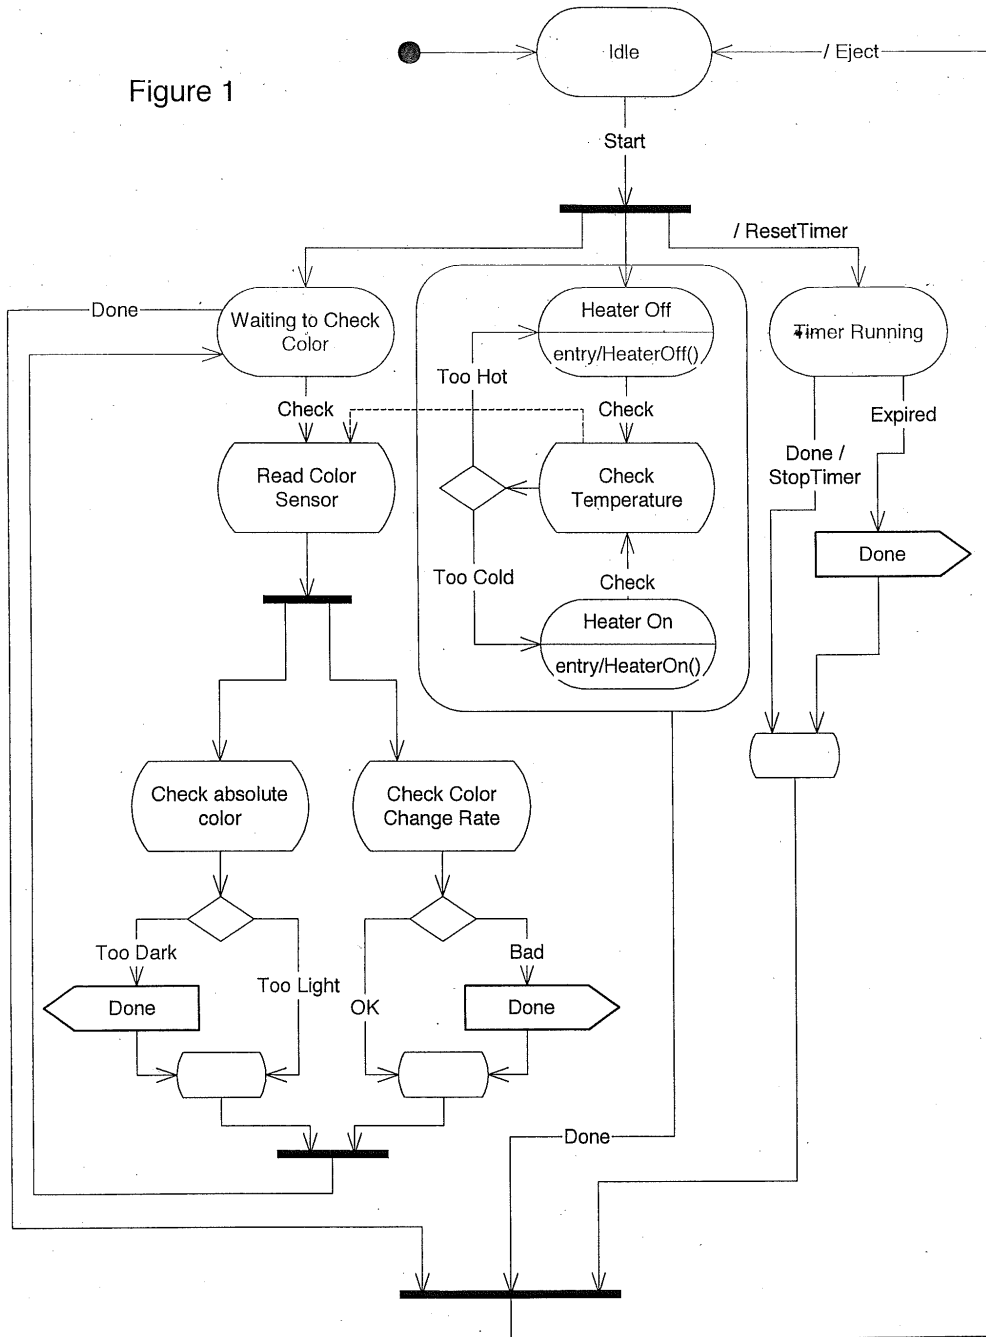 Idle
/ Eject
Figure 1
Start
/ ResetTimer
Done
Waiting to Check
Color
Heater Off
entry/HeaterOff()
Timer Running
Too Hot
Check
Check
Expired
Read Color
Sensor
Check
Temperature
Done /
StopTimer
Done
Too Cold
Check
Heater On
entry/HeaterOn()
Check absolute
color
Check Color
Change Rate
Too Dark
Too Light
OK
Bad
Done
Done
Done